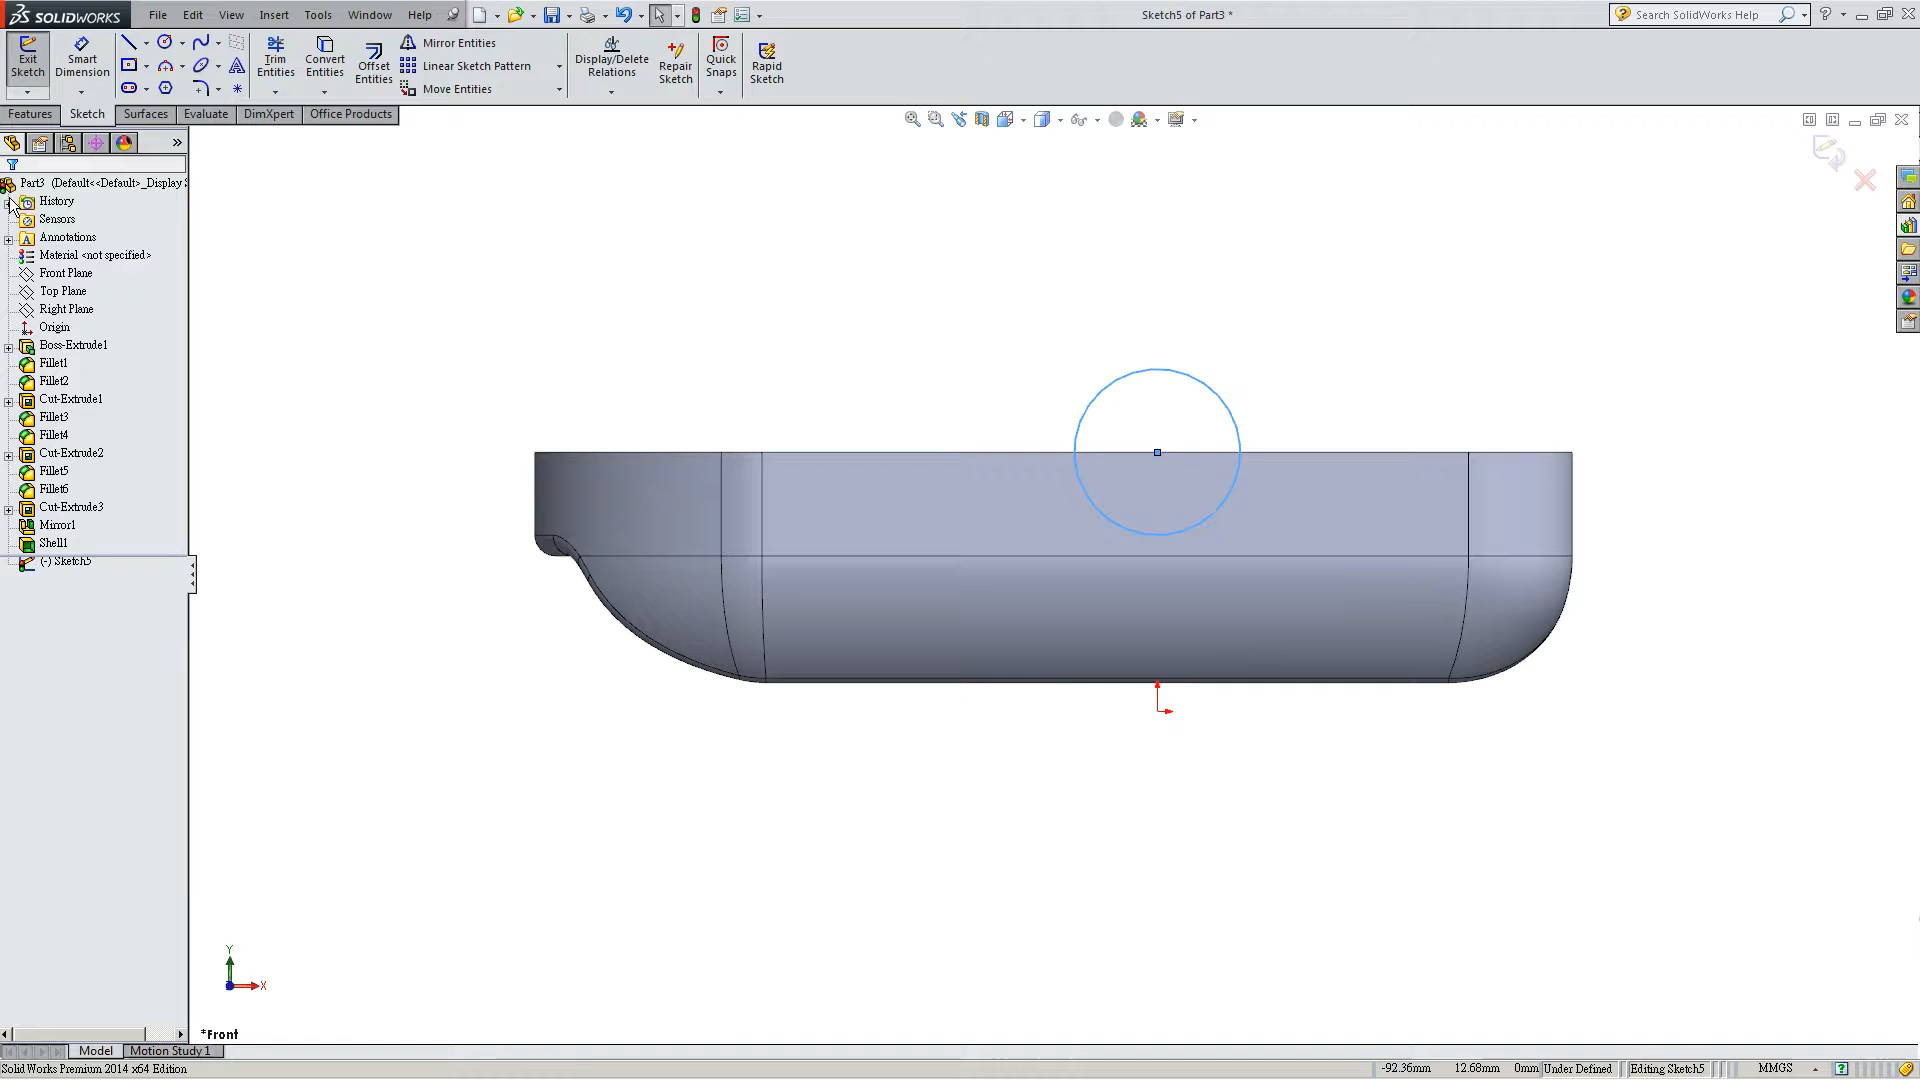 SOLIDWORKS File Edit View Insert Tools Window Help Sketch5 of Part3 * Search SolidWorks Help
Exit Sketch
Smart Dimension
Trim Entities
Convert Entities
Offset Entities
Mirror Entities
Linear Sketch Pattern
Move Entities
Display/Delete Relations
Repair Sketch
Quick Snaps
Rapid Sketch
Features Sketch Surfaces Evaluate DimXpert Office Products
Part3 (Default<<Default>_Display
History
Sensors
Annotations
Material <not specified>
Front Plane
Top Plane
Right Plane
Origin
Boss-Extrude1
Fillet1
Fillet2
Cut-Extrude1
Fillet3
Fillet4
Cut-Extrude2
Fillet5
Fillet6
Cut-Extrude3
Mirror1
Shell1
(-) Sketch5
Y
X
*Front
Model Motion Study 1
SolidWorks Premium 2014 x64 Edition -92.36mm 12.68mm 0mm Under Defined Editing Sketch5 MMGS